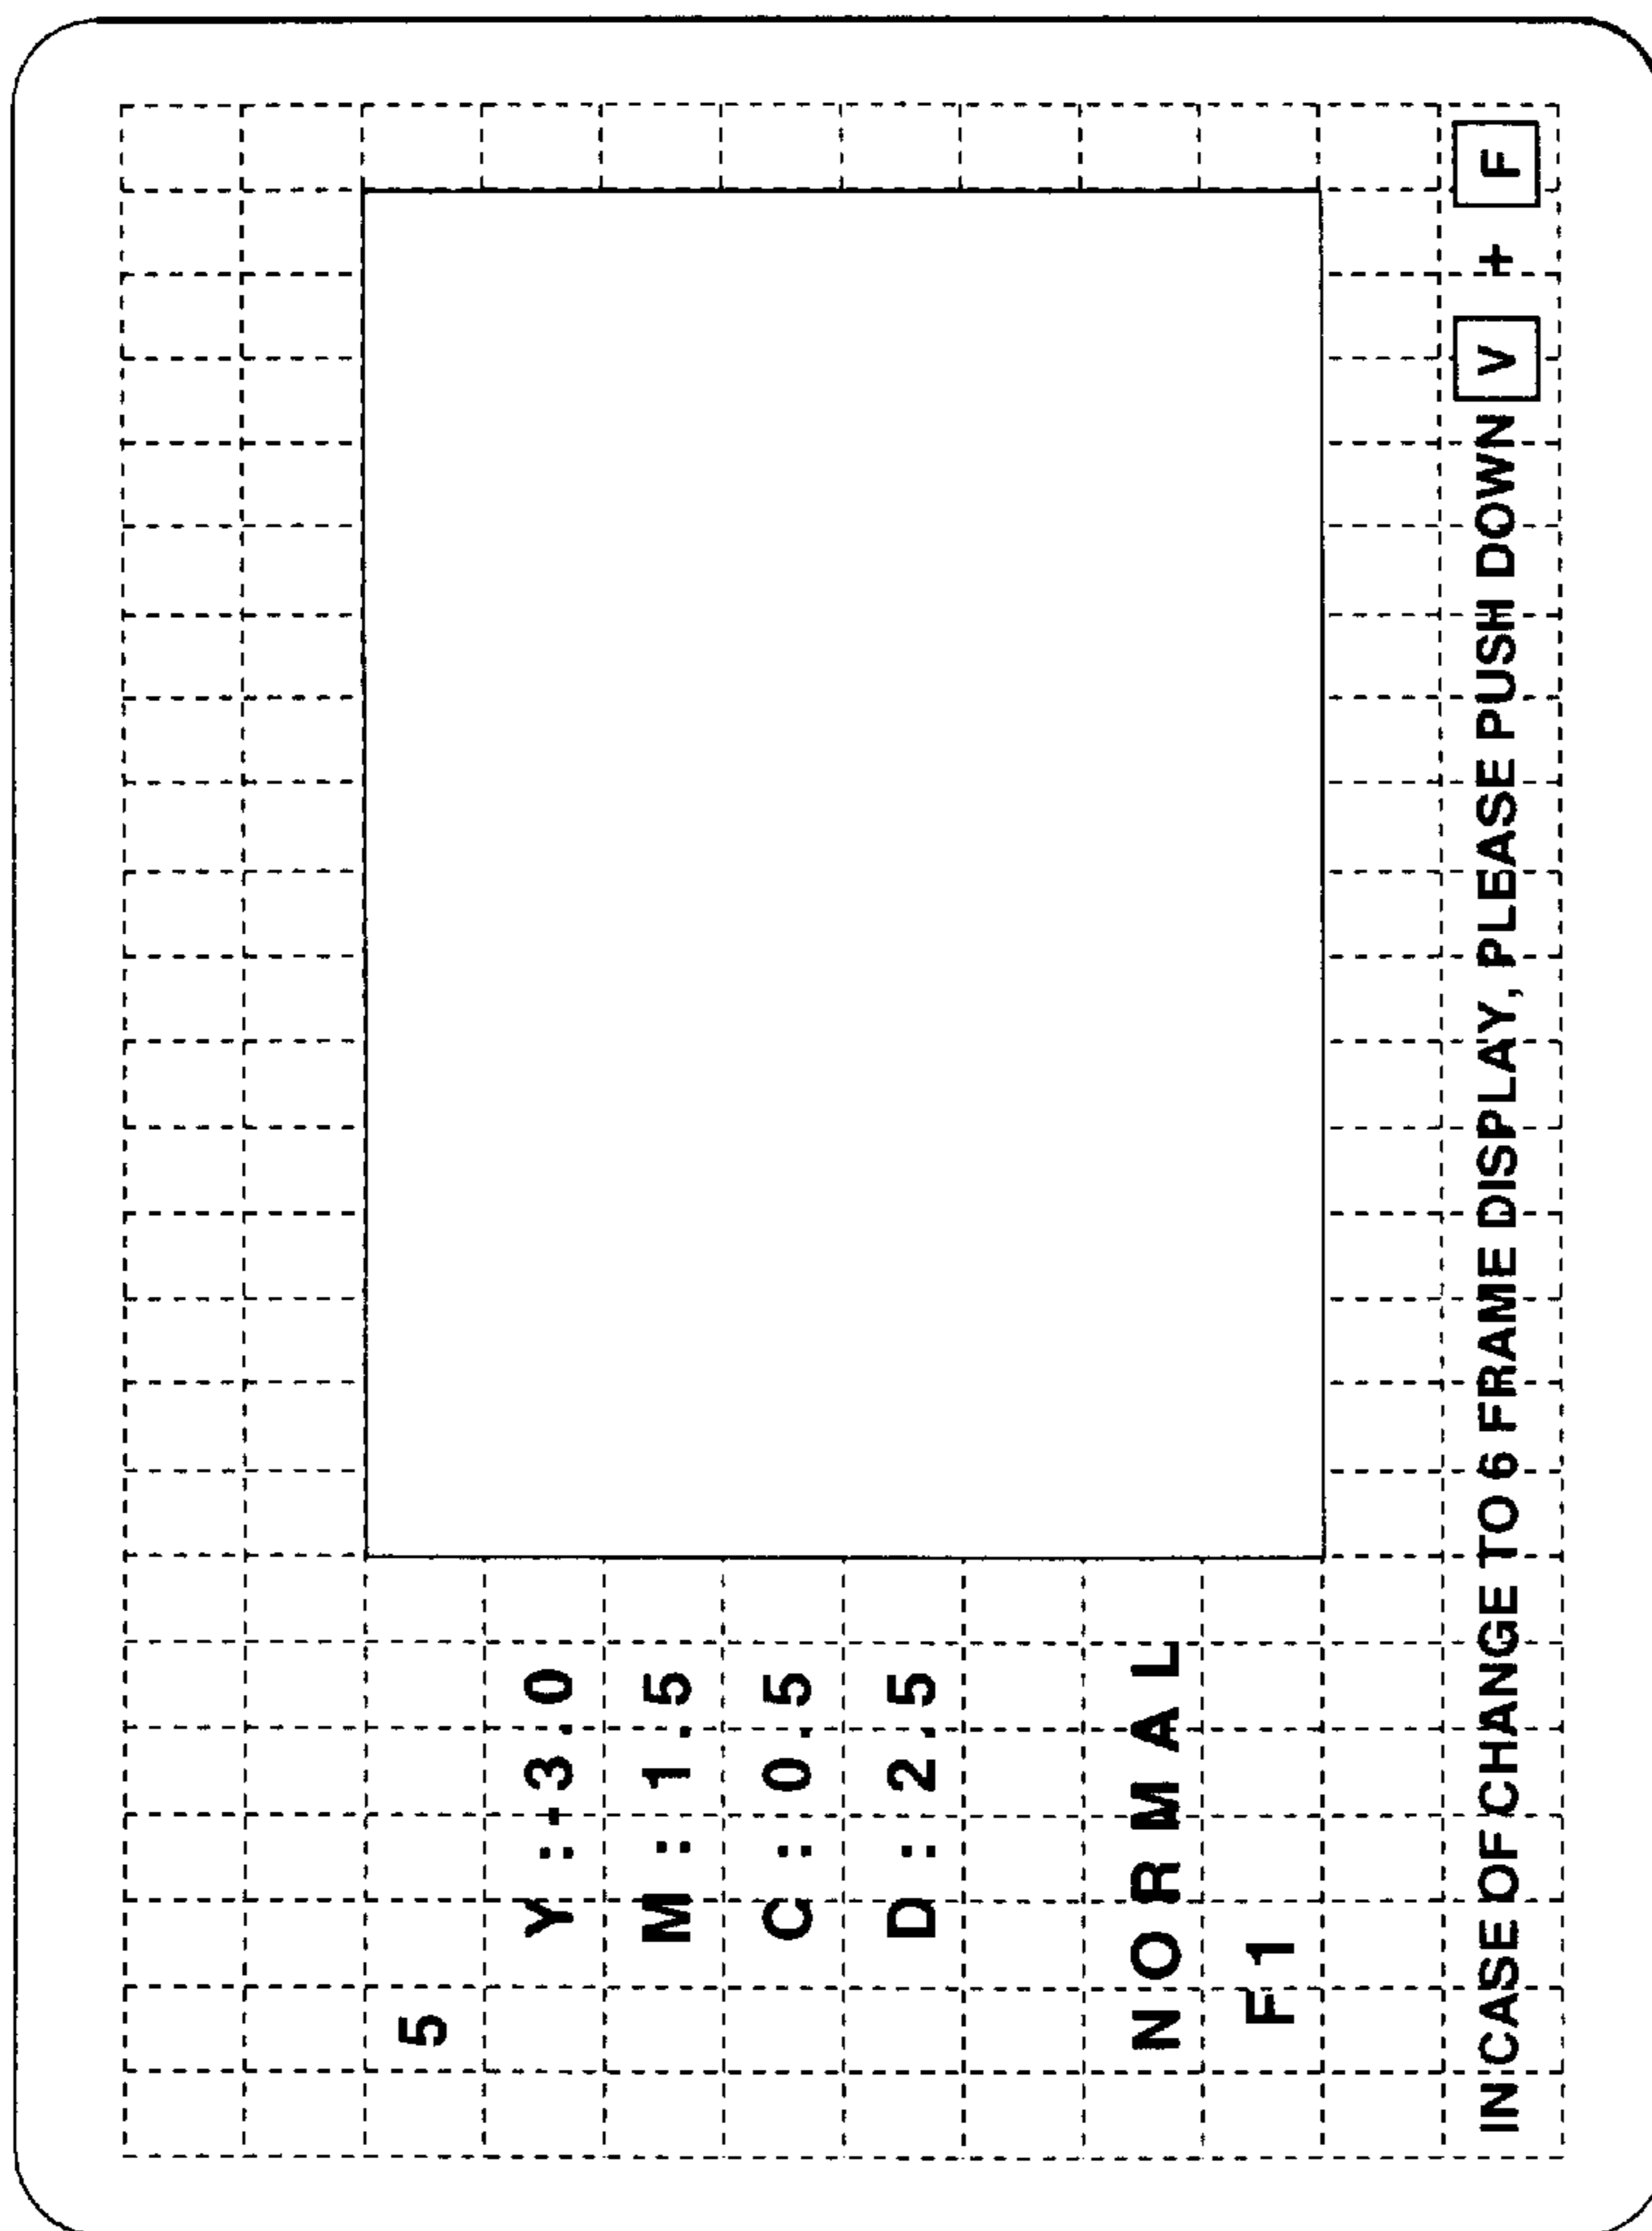 5
Y:-3.0
M:1.5
C:0.5
D:2.5
NORMAL
F1
IN CASE OF CHANGE TO 6 FRAME DISPLAY, PLEASE PUSH DOWN V + F